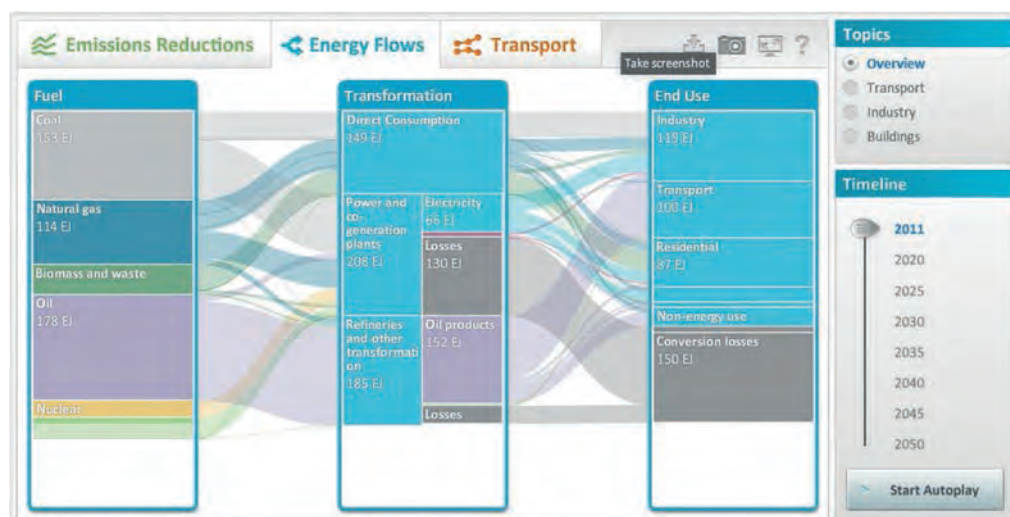 Emissions Reductions
Energy Flows
Transport
?
Take screenshot
Fuel
Coal
153 EJ
Natural gas
114 EJ
Biomass and waste
Oil
178 EJ
Nuclear
Transformation
Direct Consumption
149 EJ
Power and
co-
generation
plants
208 EJ
Electricity
66 EJ
Losses
130 EJ
Refineries
and other
transformati
on
185 EJ
Oil products
152 EJ
Losses
End Use
Industry
115 EJ
Transport
100 EJ
Residential
87 EJ
Non-energy use
Conversion losses
150 EJ
Topics
Overview
Transport
Industry
Buildings
Timeline
2011
2020
2025
2030
2035
2040
2045
2050
Start Autoplay